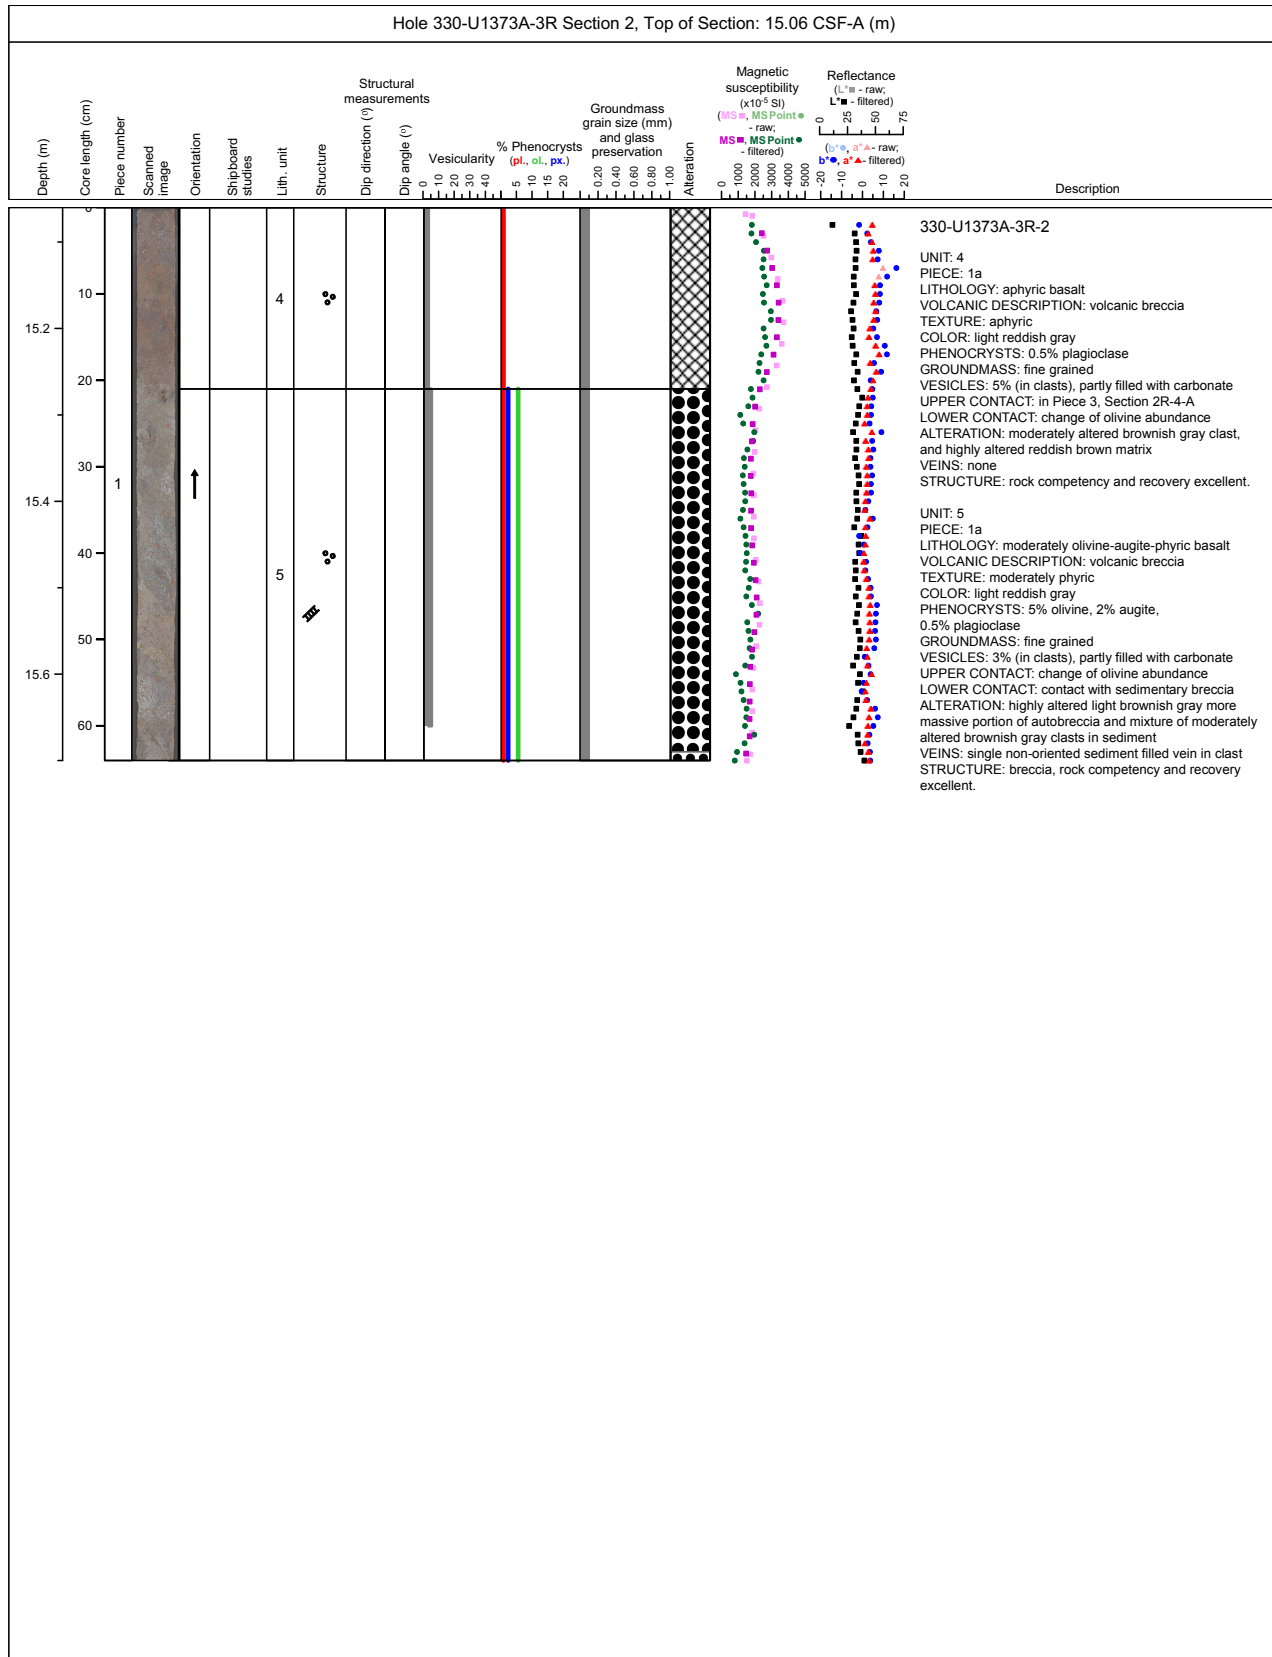 Hole 330-U1373A-3R Section 2, Top of Section: 15.06 CSF-A (m)
Depth (m)
Core length (cm)
Piece number
Scanned
image
Orientation
Shipboard
studies
Lith. unit
Structure
Structural
measurements
Dip direction (°)
Dip angle (°)
Vesicularity
0 10 20 30 40
% Phenocrysts
(pl., ol., px.)
5 10 15 20
Groundmass
grain size (mm)
and glass
preservation
0.20 0.40 0.60 0.80 1.00
Alteration
Magnetic
susceptibility
(x10-5 SI)
(MS■, MSPoint●
- raw;
MS■, MSPoint●
- filtered)
0 1000 2000 3000 4000 5000
Reflectance
(L*■ - raw;
L*■ - filtered)
0 25 50 75
(b*●, a*▲- raw;
b*●, a*▲- filtered)
-20 -10 0 10 20
Description
0
10
15.2
20
30
15.4
40
50
15.6
60
1
4
5
330-U1373A-3R-2
UNIT: 4
PIECE: 1a
LITHOLOGY: aphyric basalt
VOLCANIC DESCRIPTION: volcanic breccia
TEXTURE: aphyric
COLOR: light reddish gray
PHENOCRYSTS: 0.5% plagioclase
GROUNDMASS: fine grained
VESICLES: 5% (in clasts), partly filled with carbonate
UPPER CONTACT: in Piece 3, Section 2R-4-A
LOWER CONTACT: change of olivine abundance
ALTERATION: moderately altered brownish gray clast,
and highly altered reddish brown matrix
VEINS: none
STRUCTURE: rock competency and recovery excellent.
UNIT: 5
PIECE: 1a
LITHOLOGY: moderately olivine-augite-phyric basalt
VOLCANIC DESCRIPTION: volcanic breccia
TEXTURE: moderately phyric
COLOR: light reddish gray
PHENOCRYSTS: 5% olivine, 2% augite,
0.5% plagioclase
GROUNDMASS: fine grained
VESICLES: 3% (in clasts), partly filled with carbonate
UPPER CONTACT: change of olivine abundance
LOWER CONTACT: contact with sedimentary breccia
ALTERATION: highly altered light brownish gray more
massive portion of autobreccia and mixture of moderately
altered brownish gray clasts in sediment
VEINS: single non-oriented sediment filled vein in clast
STRUCTURE: breccia, rock competency and recovery
excellent.